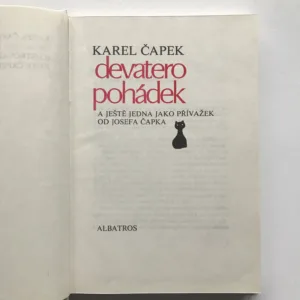 KAREL ČAPEK
devatero
pohádek
A JEŠTĚ JEDNA JAKO PŘÍVAŽEK
OD JOSEFA ČAPKA
ALBATROS